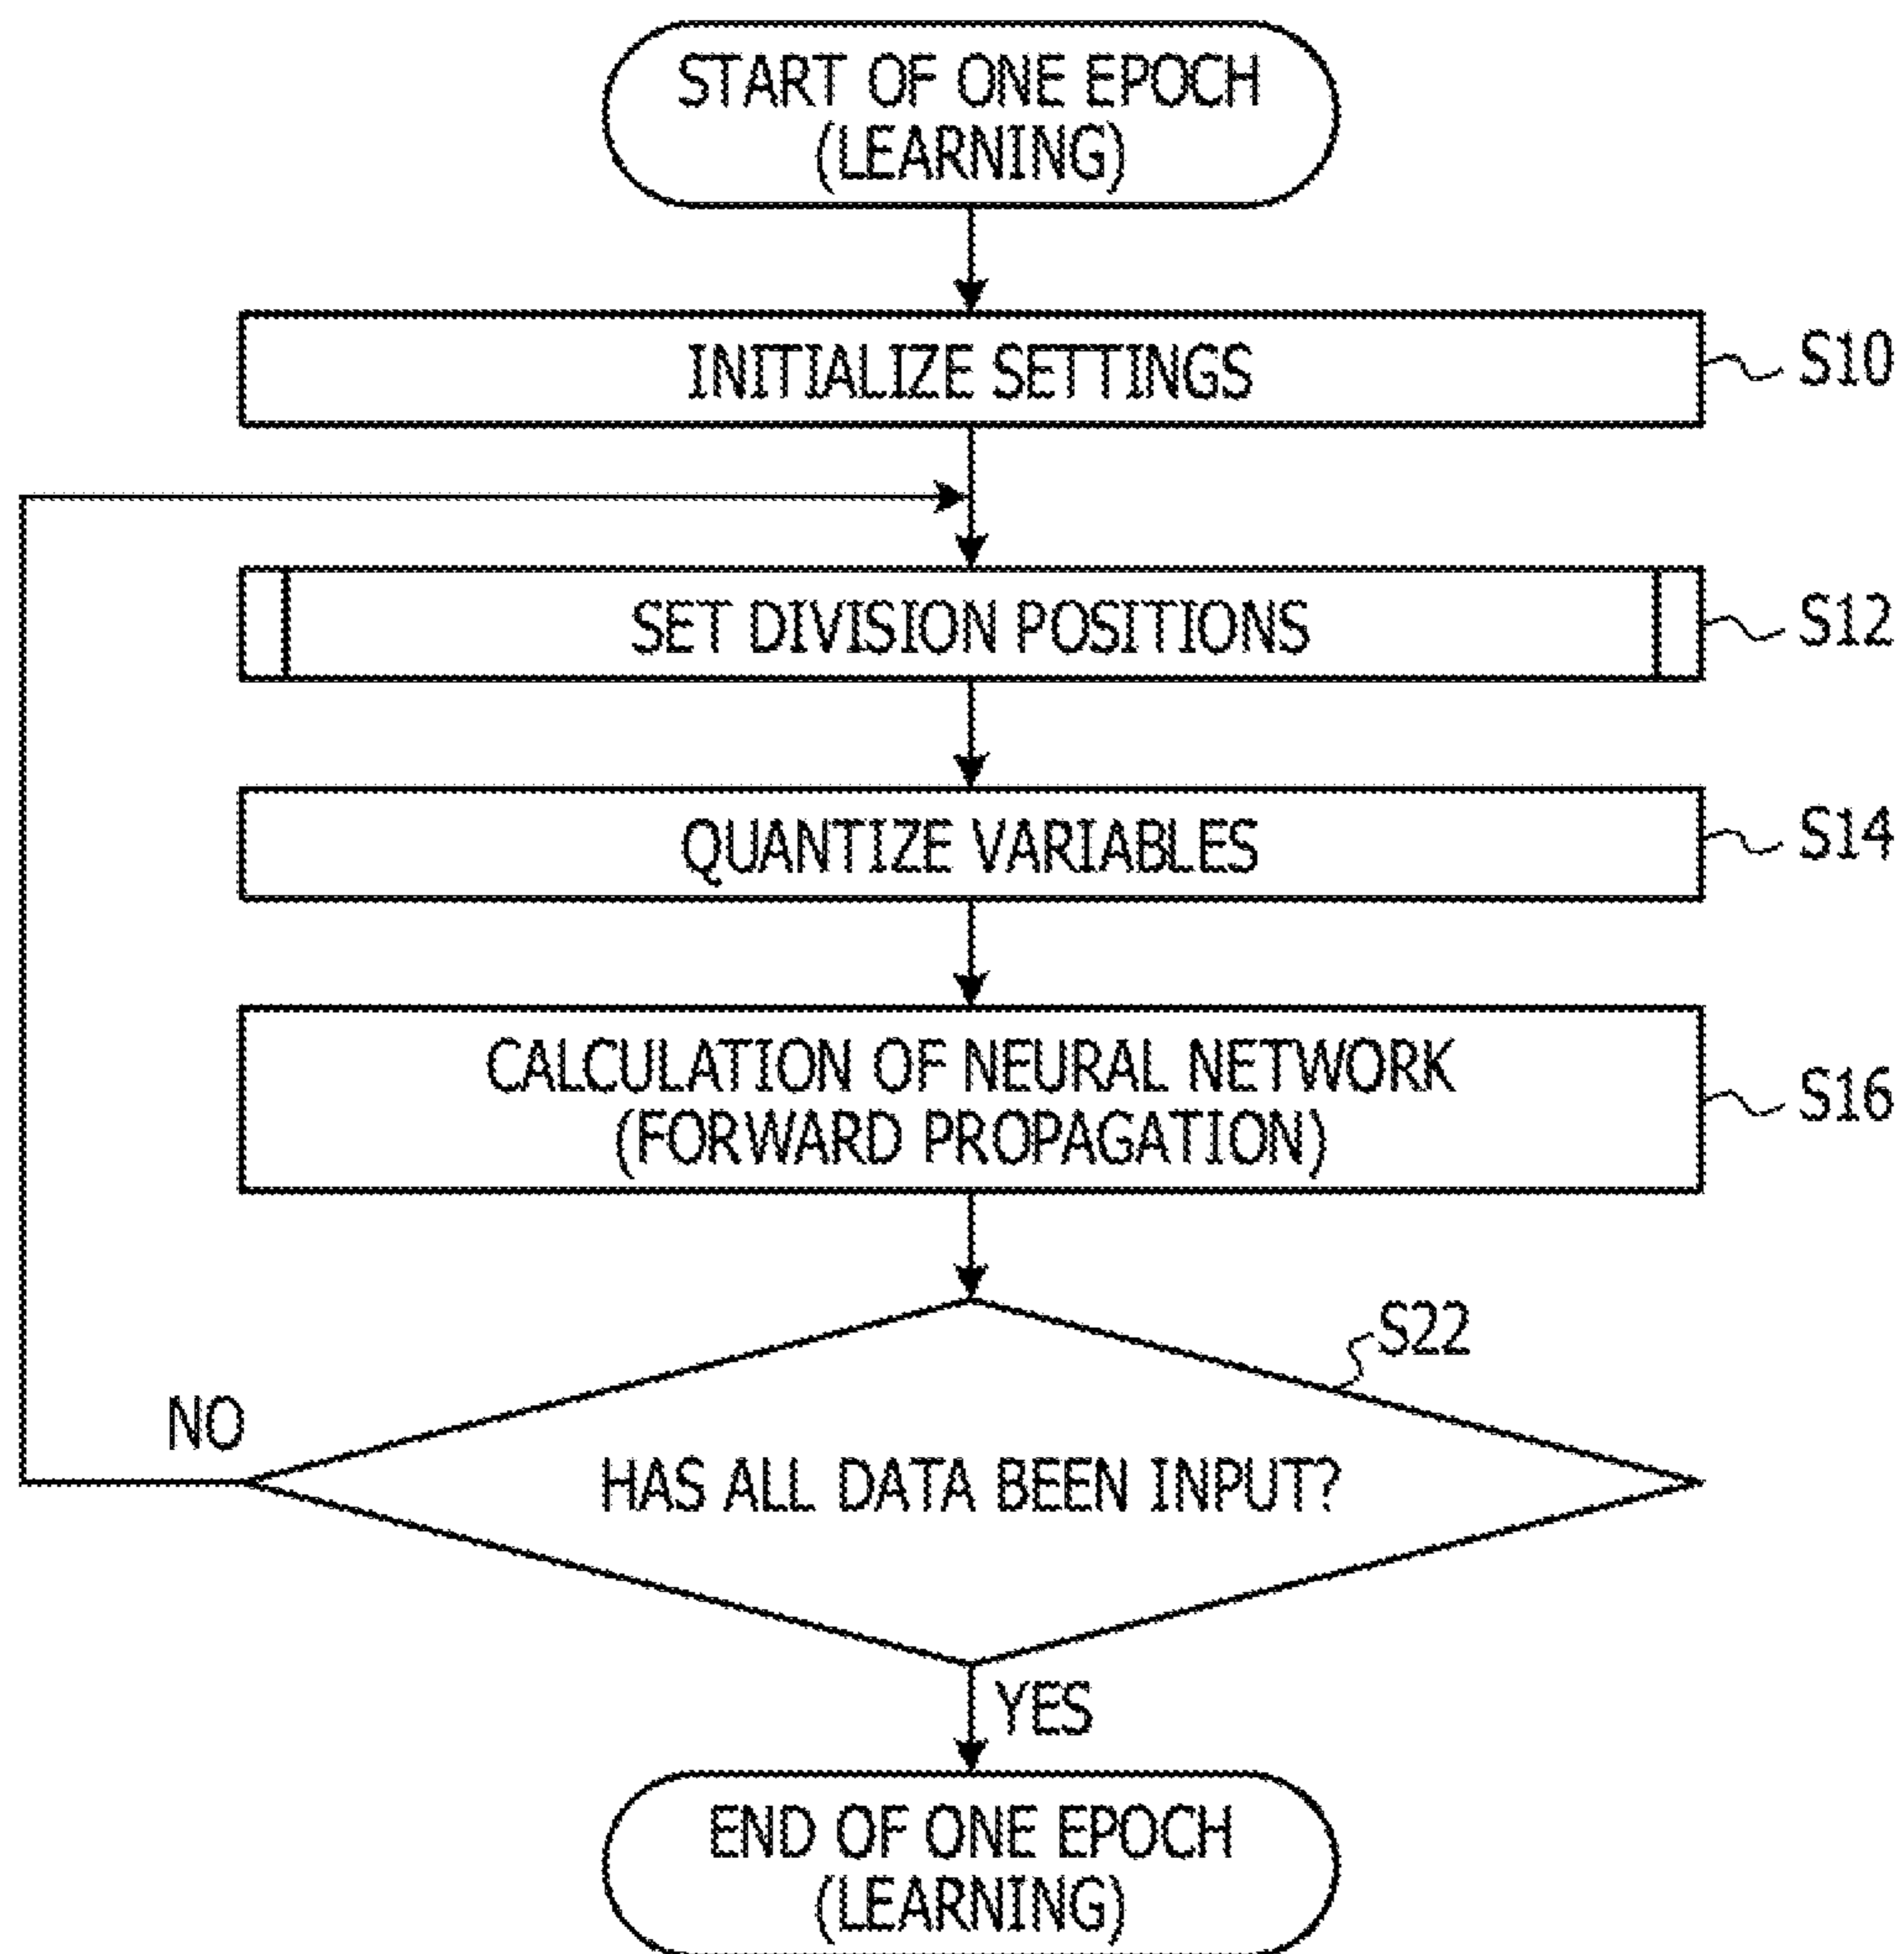 START OF ONE EPOCH
(LEARNING)
INITIALIZE SETTINGS
S10
SET DIVISION POSITIONS
S12
QUANTIZE VARIABLES
S14
CALCULATION OF NEURAL NETWORK
(FORWARD PROPAGATION)
S16
S22
NO
HAS ALL DATA BEEN INPUT?
YES
END OF ONE EPOCH
(LEARNING)